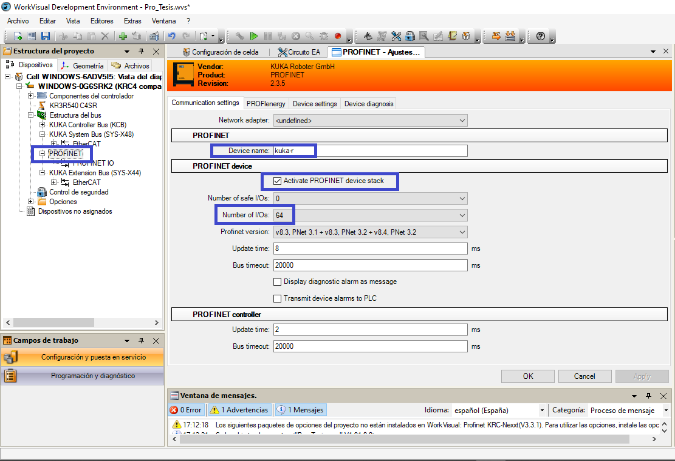 WorkVisual Development Environment - Pro_Tesis.wvs*
Archivo Editar Vista Editores Extras Ventana ?
Estructura del proyecto
Configuración de celda Circuito EA PROFINET - Ajustes...
Dispositivos Geometría Archivos
Cell WINDOWS-6ADV5I5: Vista del disp
WINDOWS-0G6SRK2 (KRC4 compa
Componentes del controlador
KR3R540 C4SR
Estructura del bus
KUKA Controller Bus (KCB)
KUKA System Bus (SYS-X48)
EtherCAT
PROFINET
PROFINET IO
KUKA Extension Bus (SYS-X44)
EtherCAT
Control de seguridad
Opciones
Dispositivos no asignados
Vendor: KUKA Roboter GmbH
Product: PROFINET
Revision: 2.3.5
Communication settings PROFIenergy Device settings Device diagnosis
Network adapter: <undefined>
PROFINET
Device name: kuka-r
PROFINET device
Activate PROFINET device stack
Number of safe I/Os: 0
Number of I/Os: 64
Profinet version: v8.3, PNet 3.1 + v8.3, PNet 3.2 + v8.4, PNet 3.2
Update time: 8 ms
Bus timeout: 20000 ms
Display diagnostic alarm as message
Transmit device alarms to PLC
PROFINET controller
Update time: 2 ms
Bus timeout: 20000 ms
OK Cancel Apply
Campos de trabajo
Configuración y puesta en servicio
Programación y diagnóstico
Ventana de mensajes.
0 Error 1 Advertencias 1 Mensajes Idioma: español (España) Categoría: Proceso de mensaje
17:12:18 Los siguientes paquetes de opciones del proyecto no están instalados en WorkVisual: Profinet KRC-Nexxt(V3.3.1). Para utilizar las opciones, instale las opc